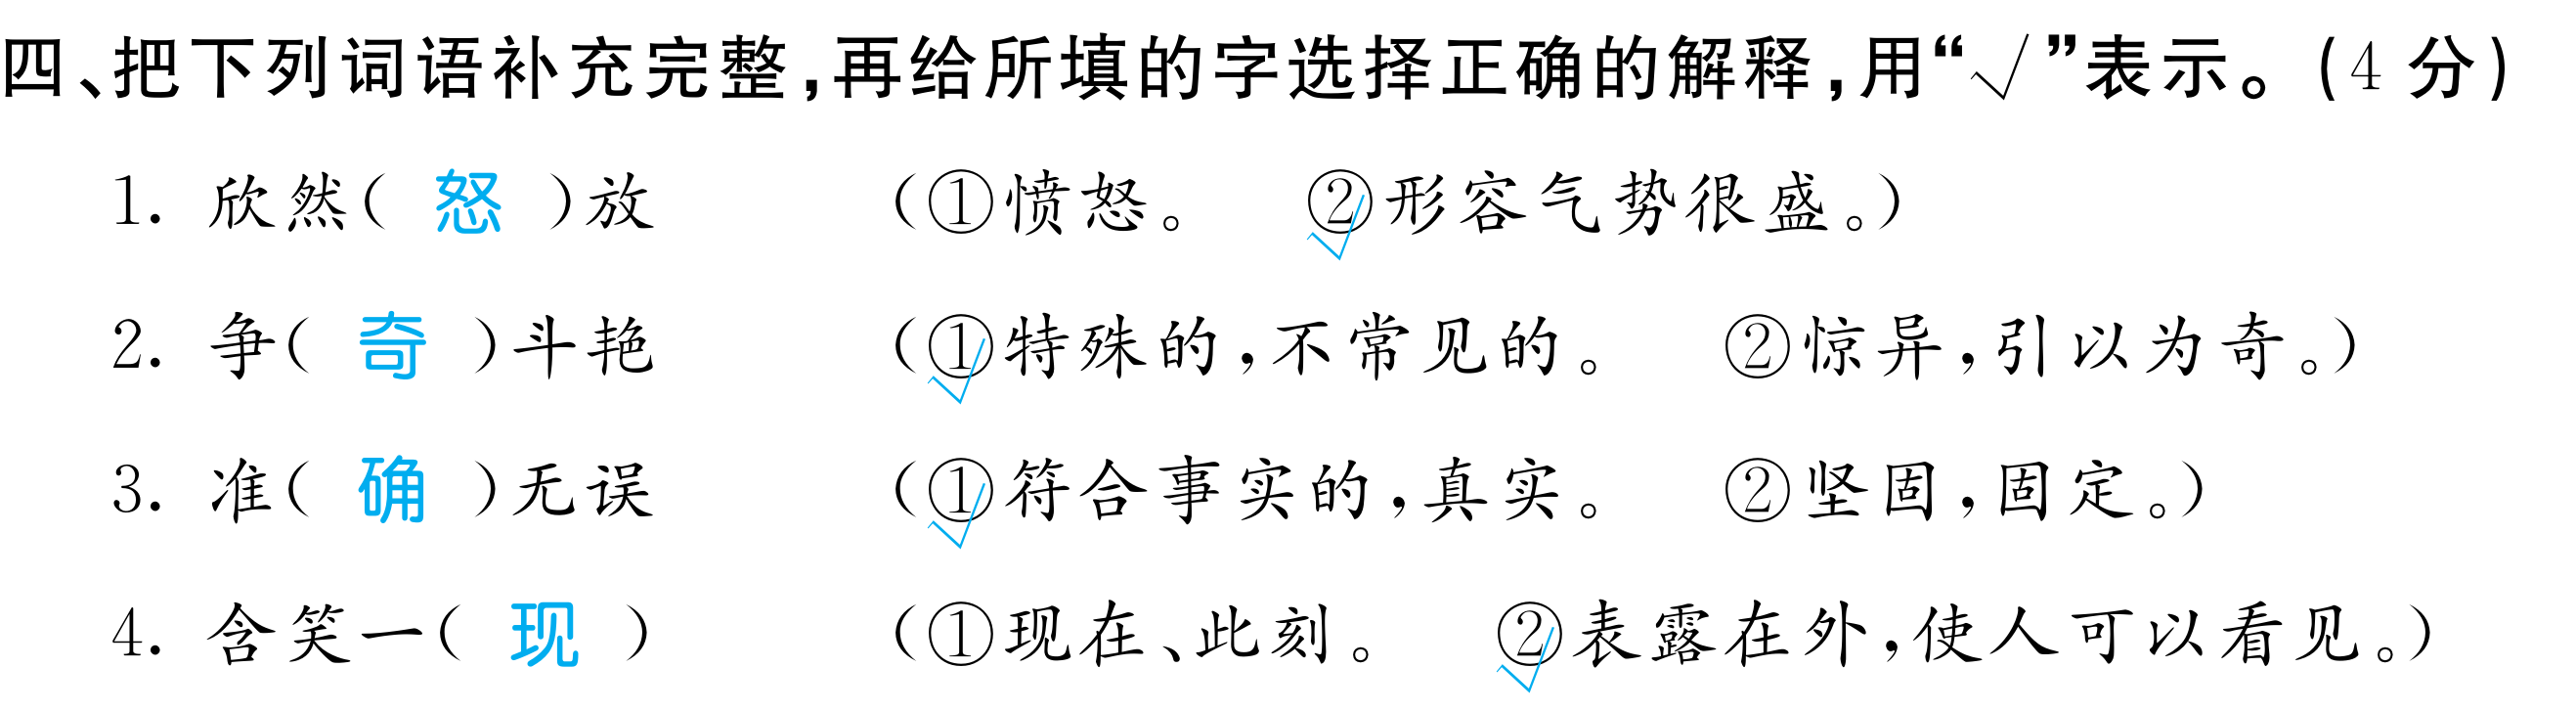 四、把下列词语补充完整,再给所填的字选择正确的解释,用“√”表示。(4 分)
1. 欣然( 怒 )放 (①愤怒。 ②√形容气势很盛。)
2. 争( 奇 )斗艳 (①√特殊的,不常见的。 ②惊异,引以为奇。)
3. 准( 确 )无误 (①√符合事实的,真实。 ②坚固,固定。)
4. 含笑一( 现 ) (①现在、此刻。 ②√表露在外,使人可以看见。)